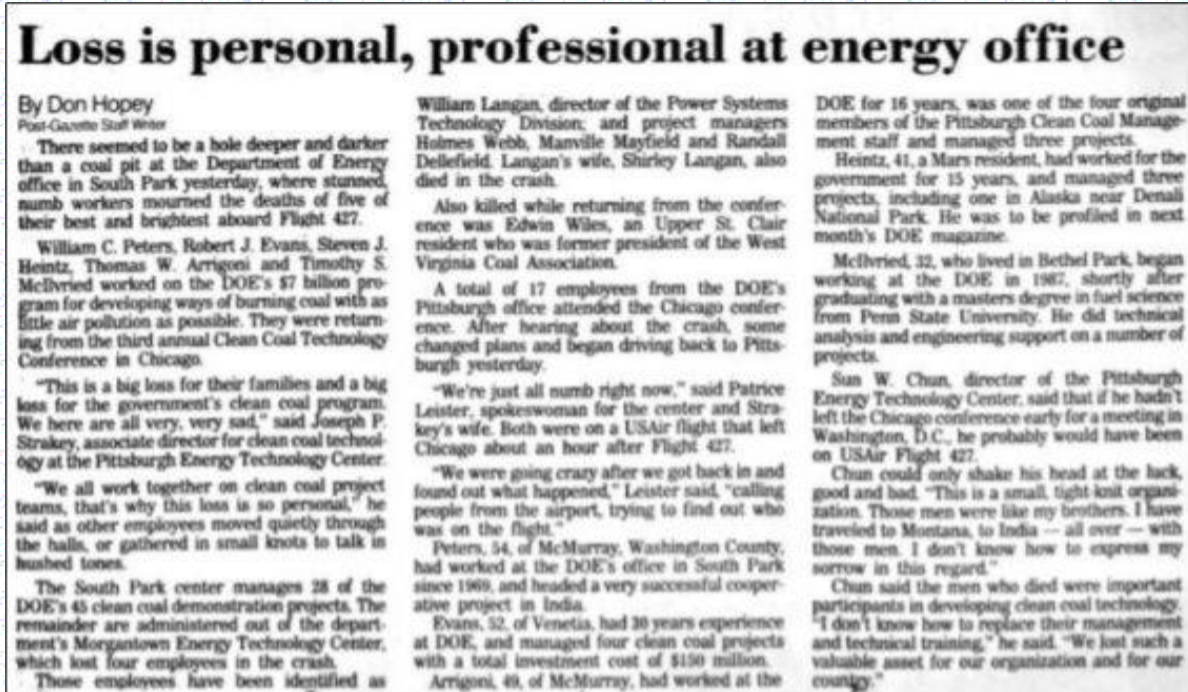 Loss is personal, professional at energy office
By Don Hopey
Post-Gazette Staff Writer
There seemed to be a hole deeper and darker
than a coal pit at the Department of Energy
office in South Park yesterday, where stunned,
numb workers mourned the deaths of five of
their best and brightest aboard Flight 427.
William C. Peters, Robert J. Evans, Steven J.
Heintz, Thomas W. Arrigoni and Timothy S.
McIlvried worked on the DOE's $7 billion pro-
gram for developing ways of burning coal with as
little air pollution as possible. They were return-
ing from the third annual Clean Coal Technology
Conference in Chicago.
"This is a big loss for their families and a big
loss for the government's clean coal program.
We here are all very, very sad," said Joseph P.
Strakey, associate director for clean coal technol-
ogy at the Pittsburgh Energy Technology Center.
"We all work together on clean coal project
teams, that's why this loss is so personal," he
said as other employees moved quietly through
the halls, or gathered in small knots to talk in
hushed tones.
The South Park center manages 28 of the
DOE's 45 clean coal demonstration projects. The
remainder are administered out of the depart-
ment's Morgantown Energy Technology Center,
which lost four employees in the crash.
Those employees have been identified as
William Langan, director of the Power Systems
Technology Division; and project managers
Holmes Webb, Manville Mayfield and Randall
Dellefield. Langan's wife, Shirley Langan, also
died in the crash.
Also killed while returning from the confer-
ence was Edwin Wiles, an Upper St. Clair
resident who was former president of the West
Virginia Coal Association.
A total of 17 employees from the DOE's
Pittsburgh office attended the Chicago confer-
ence. After hearing about the crash, some
changed plans and began driving back to Pitts-
burgh yesterday.
"We're just all numb right now," said Patrice
Leister, spokeswoman for the center and Stra-
key's wife. Both were on a USAir flight that left
Chicago about an hour after Flight 427.
"We were going crazy after we got back in and
found out what happened," Leister said, "calling
people from the airport, trying to find out who
was on the flight."
Peters, 54, of McMurray, Washington County,
had worked at the DOE's office in South Park
since 1969, and headed a very successful cooper-
ative project in India.
Evans, 52, of Venetia, had 30 years experience
at DOE, and managed four clean coal projects
with a total investment cost of $150 million.
Arrigoni, 49, of McMurray, had worked at the
DOE for 16 years, was one of the four original
members of the Pittsburgh Clean Coal Manage-
ment staff and managed three projects.
Heintz, 41, a Mars resident, had worked for the
government for 15 years, and managed three
projects, including one in Alaska near Denali
National Park. He was to be profiled in next
month's DOE magazine.
McIlvried, 32, who lived in Bethel Park, began
working at the DOE in 1987, shortly after
graduating with a masters degree in fuel science
from Penn State University. He did technical
analysis and engineering support on a number of
projects.
Sun W. Chun, director of the Pittsburgh
Energy Technology Center, said that if he hadn't
left the Chicago conference early for a meeting in
Washington, D.C., he probably would have been
on USAir Flight 427.
Chun could only shake his head at the luck,
good and bad. "This is a small, tight-knit organi-
zation. Those men were like my brothers. I have
traveled to Montana, to India — all over — with
those men. I don't know how to express my
sorrow in this regard."
Chun said the men who died were important
participants in developing clean coal technology.
"I don't know how to replace their management
and technical training," he said. "We lost such a
valuable asset for our organization and for our
country."